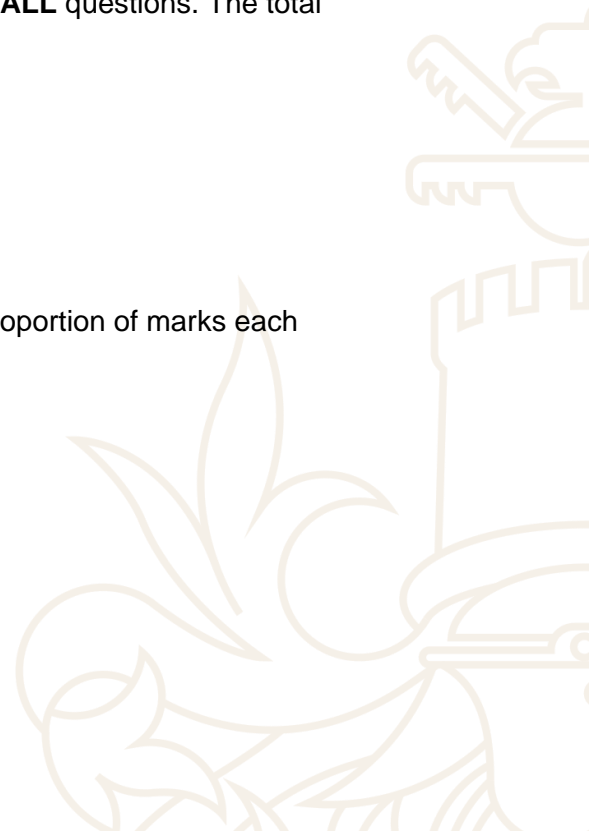 ALL questions. The total
oportion of marks each